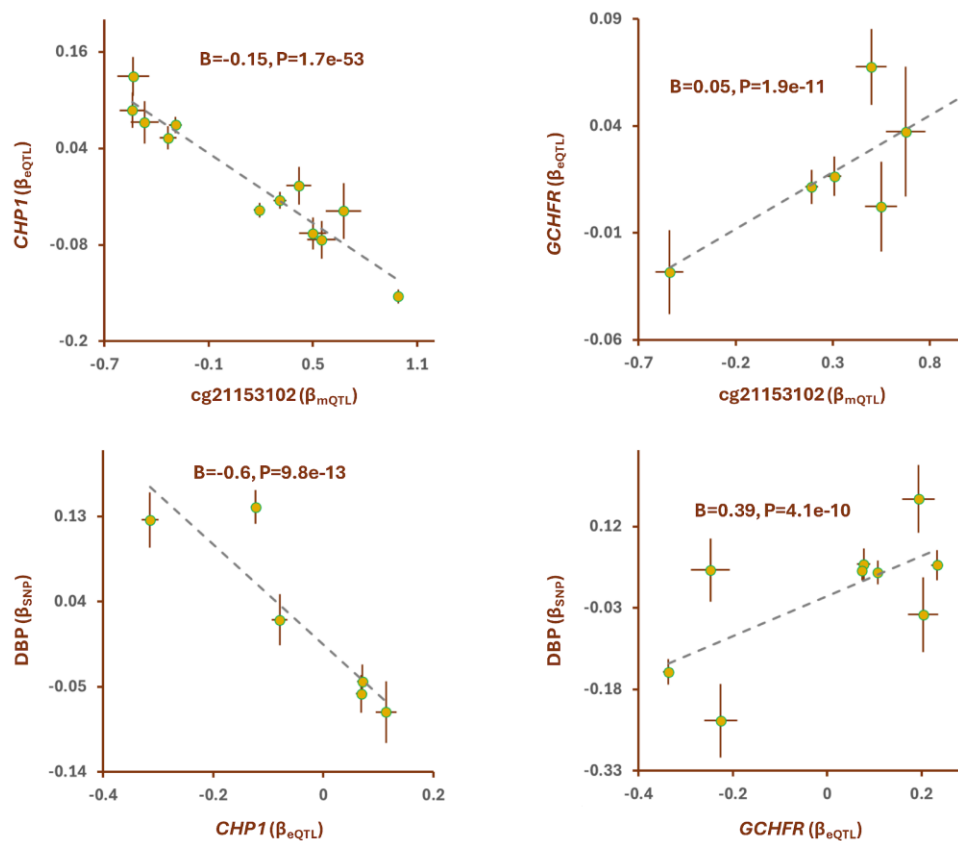 0.16
0.04
-0.08
-0.2
-0.7
-0.1
0.5
1.1
B=-0.15, P=1.7e-53
CHP1 (βeQTL)
cg21153102 (βmQTL)
0.09
0.04
-0.01
-0.06
-0.7
-0.2
0.3
0.8
B=0.05, P=1.9e-11
GCHFR (βeQTL)
cg21153102 (βmQTL)
0.13
0.04
-0.05
-0.14
-0.4
-0.2
0
0.2
B=-0.6, P=9.8e-13
DBP (βSNP)
CHP1 (βeQTL)
0.12
-0.03
-0.18
-0.33
-0.4
-0.2
0
0.2
B=0.39, P=4.1e-10
DBP (βSNP)
GCHFR (βeQTL)